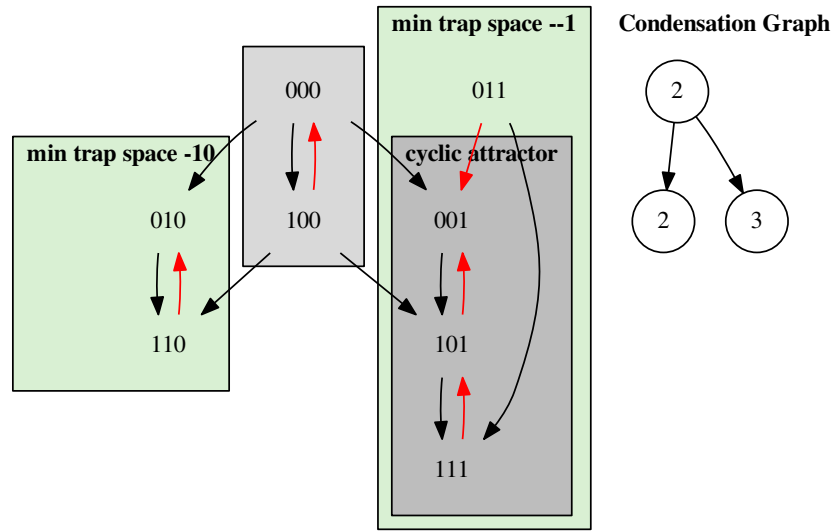 min trap space --1
Condensation Graph
000
011
2
min trap space -10
cyclic attractor
010
100
001
2
3
110
101
111